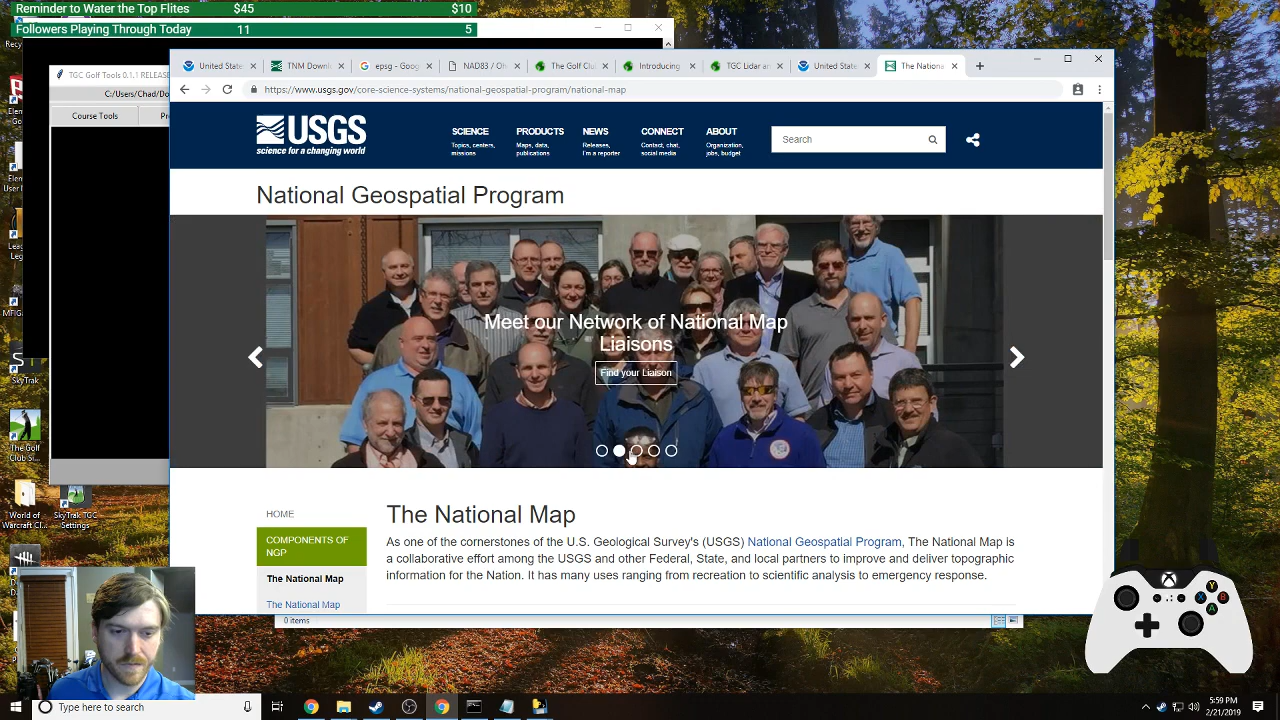 Reminder to Water the Top Flites $45 $10
Followers Playing Through Today 11 5
TGC Golf Tools 0.1.1 RELEASE
C:/Users/Chad/Do
Course Tools
United State
TNM Downl
epsg - Goog
NAD83 / Oh
The Golf Clu
Introducing
TGC Lidar an
United State
The Nationa
https://www.usgs.gov/core-science-systems/national-geospatial-program/national-map
USGS
science for a changing world
SCIENCE
Topics, centers,
missions
PRODUCTS
Maps, data,
publications
NEWS
Releases,
I'm a reporter
CONNECT
Contact, chat,
social media
ABOUT
Organization,
jobs, budget
Search
National Geospatial Program
Meet our Network of National Map
Liaisons
Find your Liaison
HOME
COMPONENTS OF
NGP
The National Map
The National Map
The National Map
As one of the cornerstones of the U.S. Geological Survey's (USGS) National Geospatial Program, The National Map is
a collaborative effort among the USGS and other Federal, State, and local partners to improve and deliver topographic
information for the Nation. It has many uses ranging from recreation to scientific analysis to emergency response.
0 items
SkyTrak
The Golf
Club Si...
World of
Warcraft Cl...
SkyTrak TGC
Settings
Type here to search
5:59 PM
2/21/2019
Y
X
B
A